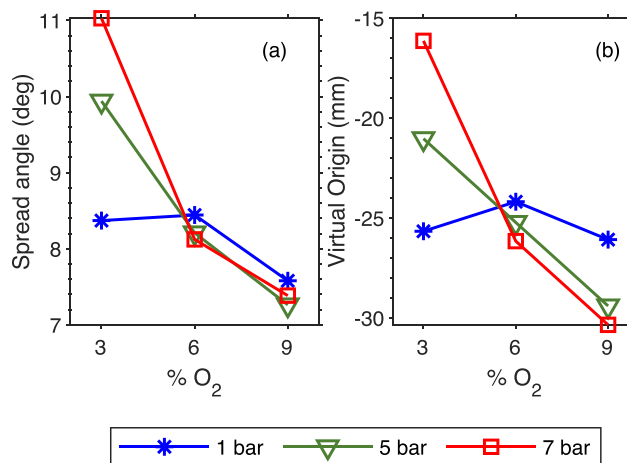 (a)
Spread angle (deg)
11
10
9
8
7
3 6 9
% O2
(b)
Virtual Origin (mm)
-15
-20
-25
-30
3 6 9
% O2
1 bar 5 bar 7 bar